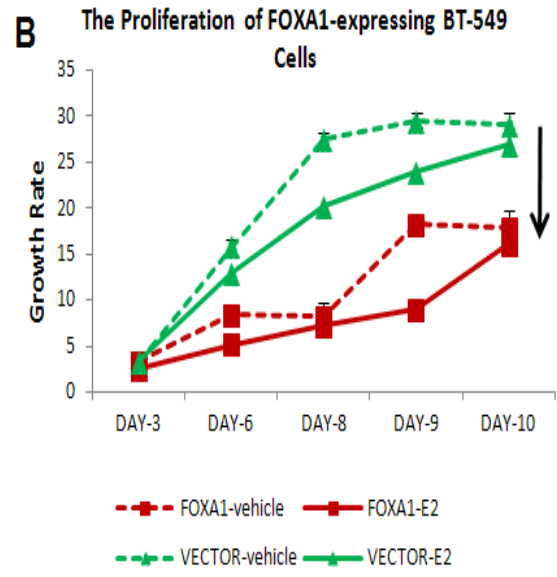 B
The Proliferation of FOXA1-expressing BT-549
Cells
Growth Rate
35
30
25
20
15
10
5
0
DAY-3 DAY-6 DAY-8 DAY-9 DAY-10
FOXA1-vehicle FOXA1-E2
VECTOR-vehicle VECTOR-E2